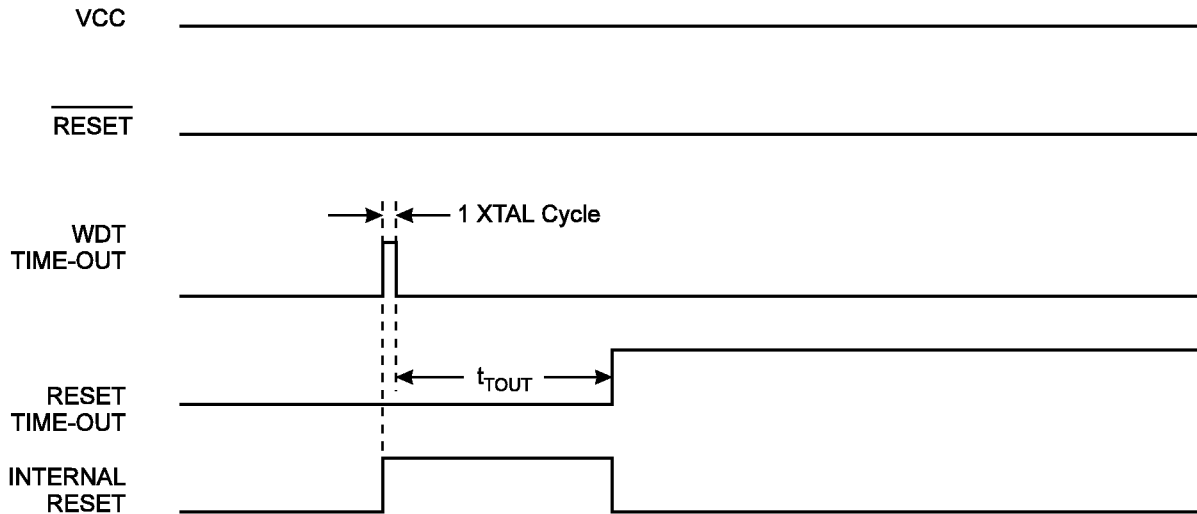 VCC
RESET
1 XTAL Cycle
WDT
TIME-OUT
tTOUT
RESET
TIME-OUT
INTERNAL
RESET